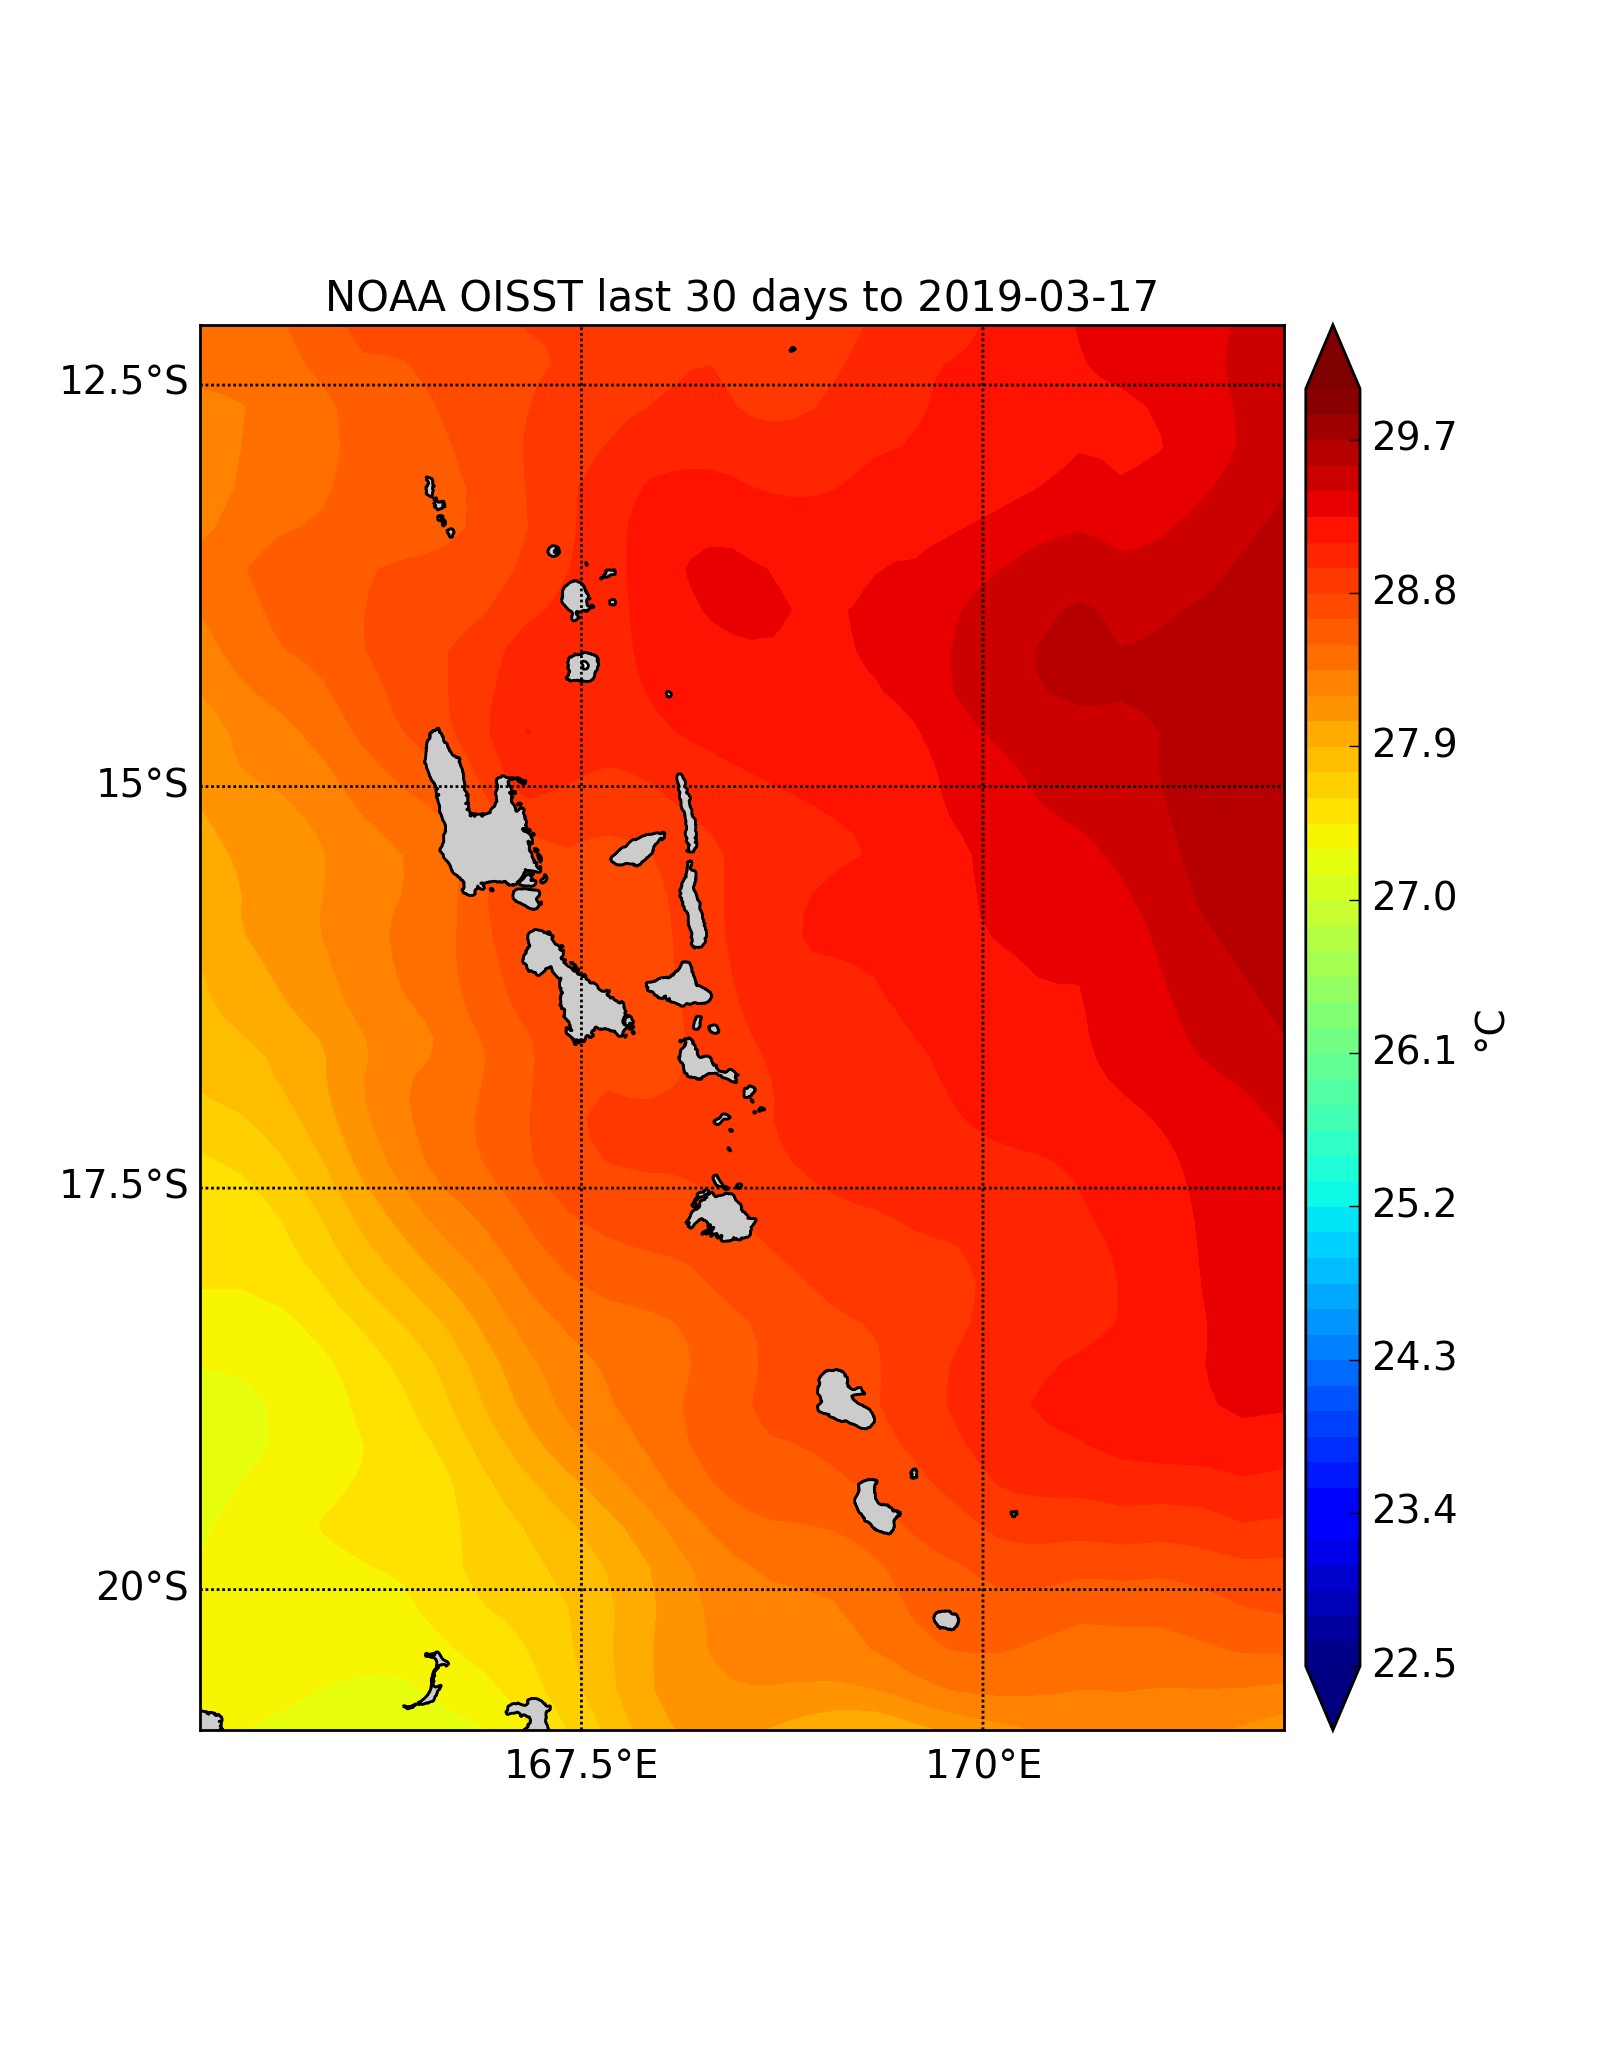 NOAA OISST last 30 days to 2019-03-17
12.5°S
15°S
17.5°S
20°S
167.5°E
170°E
29.7
28.8
27.9
27.0
26.1
25.2
24.3
23.4
22.5
°C